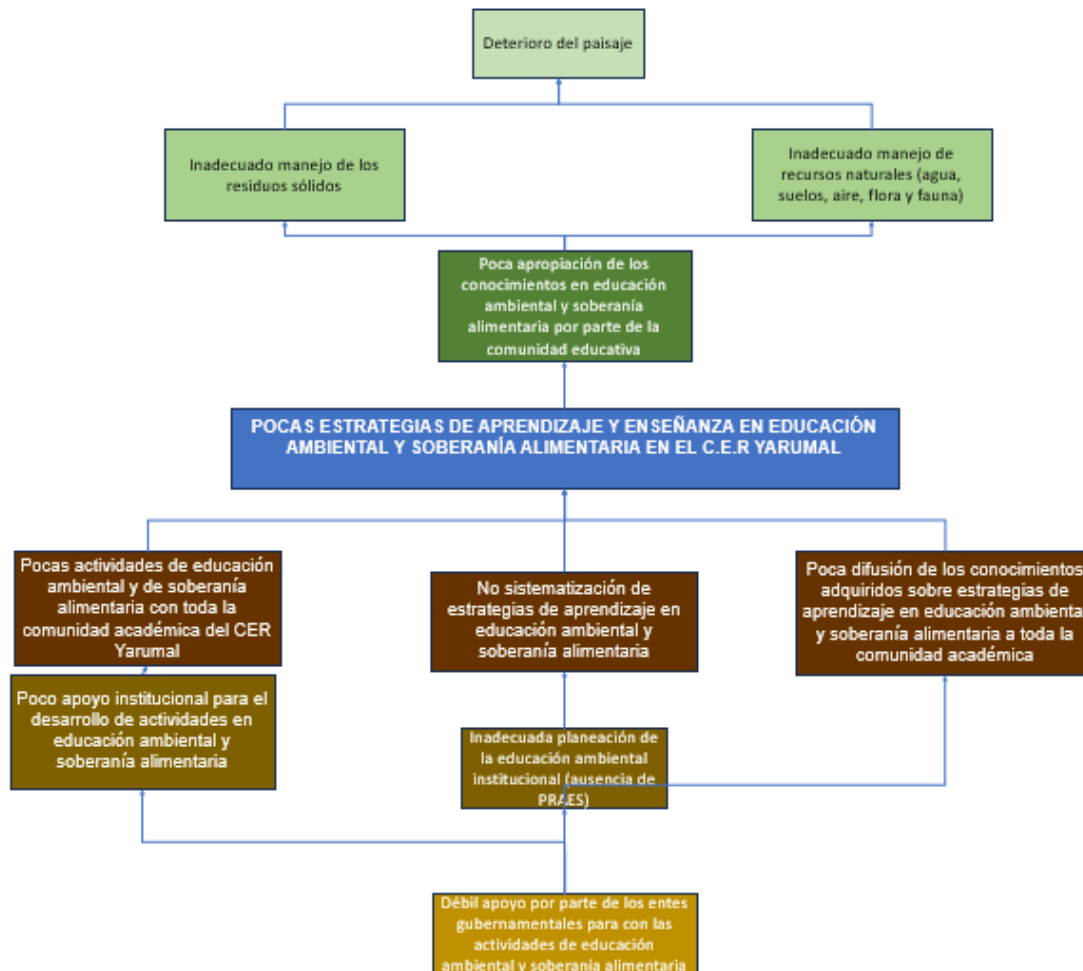 Deterioro del paisaje
Inadecuado manejo de los
residuos sólidos
Inadecuado manejo de
recursos naturales (agua,
suelos, aire, flora y fauna)
Poca apropiación de los
conocimientos en educación
ambiental y soberanía
alimentaria por parte de la
comunidad educativa
POCAS ESTRATEGIAS DE APRENDIZAJE Y ENSEÑANZA EN EDUCACIÓN
AMBIENTAL Y SOBERANÍA ALIMENTARIA EN EL C.E.R YARUMAL
Pocas actividades de educación
ambiental y de soberanía
alimentaria con toda la
comunidad académica del CER
Yarumal
No sistematización de
estrategias de aprendizaje en
educación ambiental y
soberanía alimentaria
Poca difusión de los conocimientos
adquiridos sobre estrategias de
aprendizaje en educación ambiental
y soberanía alimentaria a toda la
comunidad académica
Poco apoyo institucional para el
desarrollo de actividades en
educación ambiental y
soberanía alimentaria
Inadecuada planeación de
la educación ambiental
institucional (ausencia de
PRAES)
Débil apoyo por parte de los entes
gubernamentales para con las
actividades de educación
ambiental y soberanía alimentaria